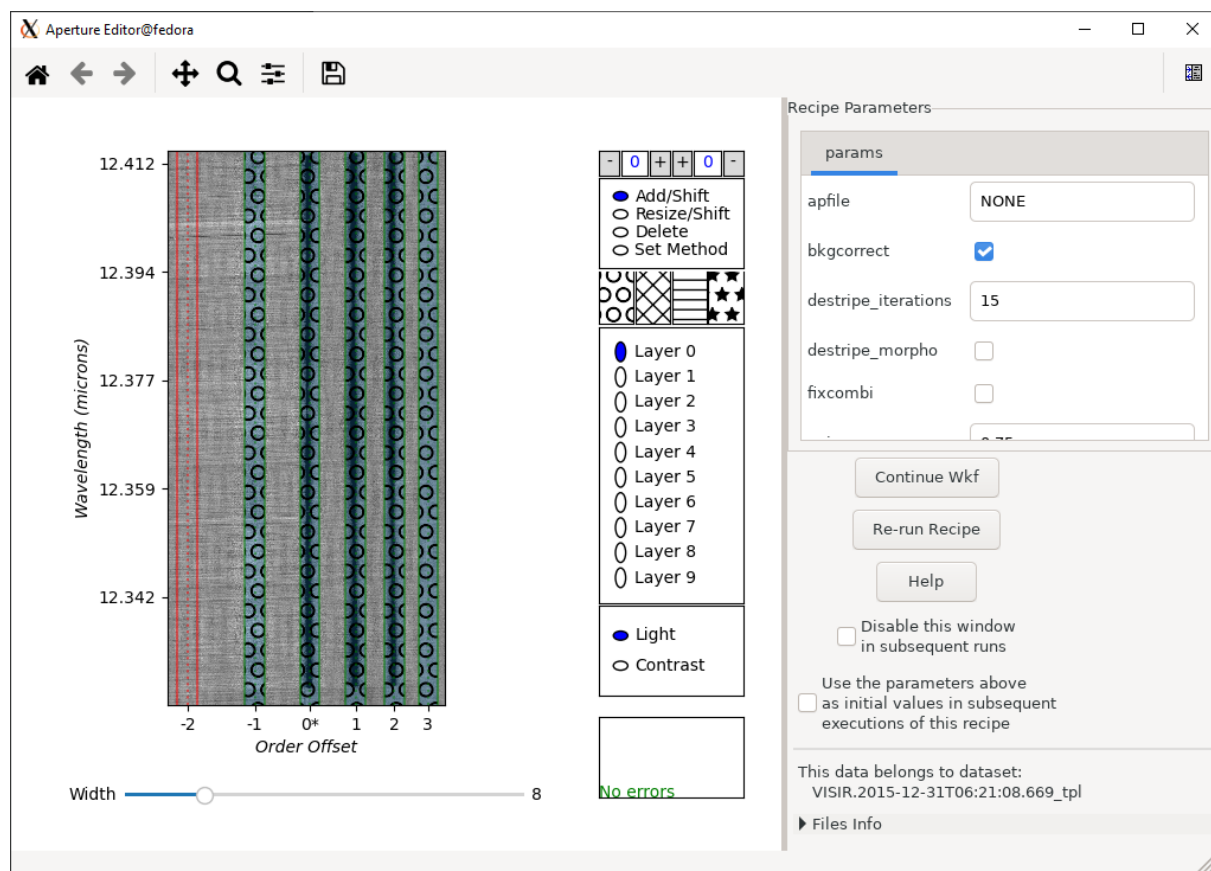 Aperture Editor@fedora
Recipe Parameters
params
apfile NONE
bkgcorrect
destripe_iterations 15
destripe_morpho
fixcombi
Continue Wkf
Re-run Recipe
Help
Disable this window
in subsequent runs
Use the parameters above
as initial values in subsequent
executions of this recipe
This data belongs to dataset:
VISIR.2015-12-31T06:21:08.669_tpl
Files Info
12.412
12.394
12.377
12.359
12.342
Wavelength (microns)
-2 -1 0* 1 2 3
Order Offset
Width 8
- 0 + + 0 -
Add/Shift
Resize/Shift
Delete
Set Method
Layer 0
Layer 1
Layer 2
Layer 3
Layer 4
Layer 5
Layer 6
Layer 7
Layer 8
Layer 9
Light
Contrast
No errors